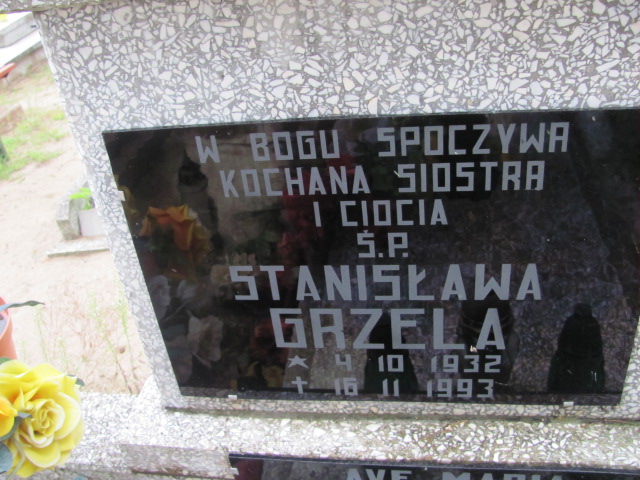 W BOGU SPOCZYWA
KOCHANA SIOSTRA
I CIOCIA
Ś.P.
STANISŁAWA
GRZELA
* 4 10 1932
† 16 11 1993
AVE MARIA